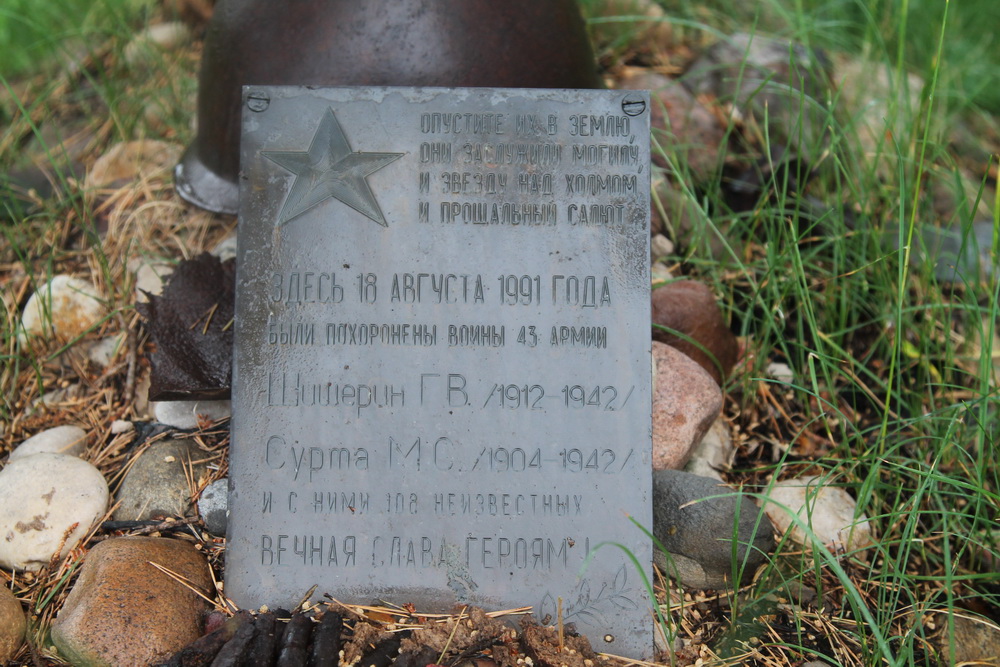 ОПУСТИТЕ ИХ В ЗЕМЛЮ,
ОНИ ЗАСЛУЖИЛИ МОГИЛУ,
И ЗВЕЗДУ НАД ХОЛМОМ,
И ПРОЩАЛЬНЫЙ САЛЮТ.
ЗДЕСЬ 18 АВГУСТА 1991 ГОДА
БЫЛИ ПОХОРОНЕНЫ ВОИНЫ 43 АРМИИ
Шишерин Г.В. /1912-1942/
Сурта М.С. /1904-1942/
И С НИМИ 108 НЕИЗВЕСТНЫХ
ВЕЧНАЯ СЛАВА ГЕРОЯМ !